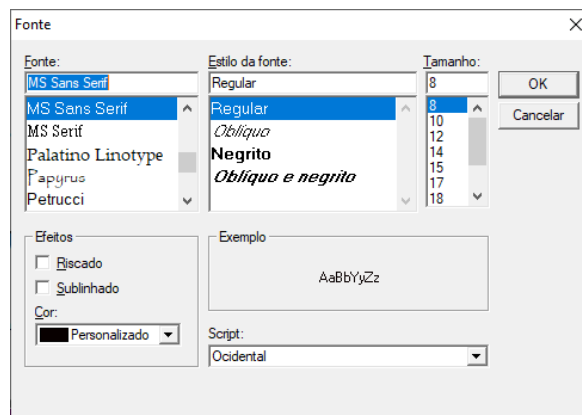 Fonte
Fonte:
MS Sans Serif
MS Sans Serif
MS Serif
Palatino Linotype
Papyrus
Petrucci
Estilo da fonte:
Regular
Regular
Oblíquo
Negrito
Oblíquo e negrito
Tamanho:
8
8
10
12
14
15
17
18
OK
Cancelar
Efeitos
Riscado
Sublinhado
Cor:
Personalizado
Exemplo
AaBbYyZz
Script:
Ocidental